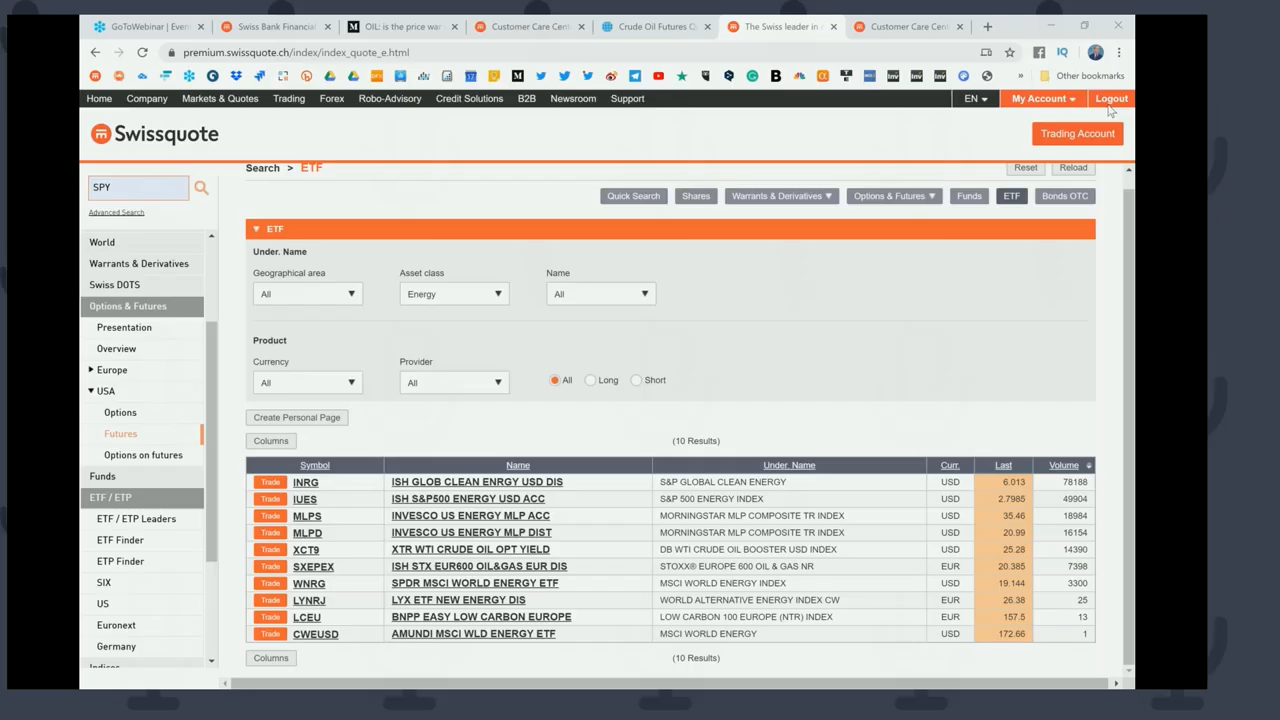 GoToWebinar | Even
Swiss Bank Financial
OIL: is the price war
Customer Care Cent
Crude Oil Futures Q
The Swiss leader in
Customer Care Cent
premium.swissquote.ch/index/index_quote_e.html
Other bookmarks
Home Company Markets & Quotes Trading Forex Robo-Advisory Credit Solutions B2B Newsroom Support EN My Account Logout
Swissquote
Trading Account
SPY
Advanced Search
World
Warrants & Derivatives
Swiss DOTS
Options & Futures
Presentation
Overview
Europe
USA
Options
Futures
Options on futures
Funds
ETF / ETP
ETF / ETP Leaders
ETF Finder
ETP Finder
SIX
US
Euronext
Germany
Indices
Search > ETF
Reset Reload
Quick Search Shares Warrants & Derivatives Options & Futures Funds ETF Bonds OTC
ETF
Under. Name
Geographical area Asset class Name
All Energy All
Product
Currency Provider
All All All Long Short
Create Personal Page
Columns (10 Results)
Symbol Name Under. Name Curr. Last Volume
Trade INRG ISH GLOB CLEAN ENRGY USD DIS S&P GLOBAL CLEAN ENERGY USD 6.013 78188
Trade IUES ISH S&P500 ENERGY USD ACC S&P 500 ENERGY INDEX USD 2.7985 49904
Trade MLPS INVESCO US ENERGY MLP ACC MORNINGSTAR MLP COMPOSITE TR INDEX USD 35.46 18984
Trade MLPD INVESCO US ENERGY MLP DIST MORNINGSTAR MLP COMPOSITE TR INDEX USD 20.99 16154
Trade XCT9 XTR WTI CRUDE OIL OPT YIELD DB WTI CRUDE OIL BOOSTER USD INDEX USD 25.28 14390
Trade SXEPEX ISH STX EUR600 OIL&GAS EUR DIS STOXX® EUROPE 600 OIL & GAS NR EUR 20.385 7398
Trade WNRG SPDR MSCI WORLD ENERGY ETF MSCI WORLD ENERGY INDEX USD 19.144 3300
Trade LYNRJ LYX ETF NEW ENERGY DIS WORLD ALTERNATIVE ENERGY INDEX CW EUR 26.38 25
Trade LCEU BNPP EASY LOW CARBON EUROPE LOW CARBON 100 EUROPE (NTR) INDEX EUR 157.5 13
Trade CWEUSD AMUNDI MSCI WLD ENERGY ETF MSCI WORLD ENERGY USD 172.66 1
Columns (10 Results)